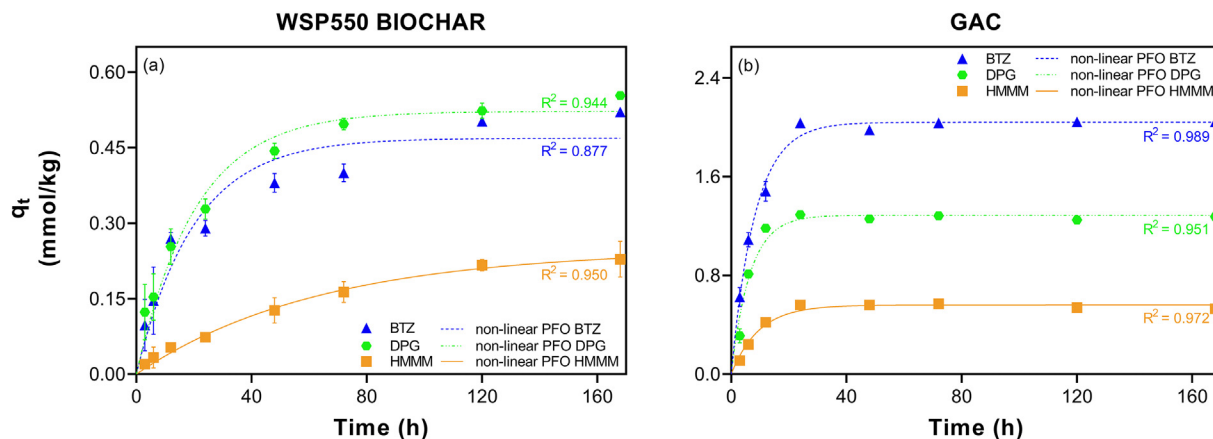 WSP550 BIOCHAR
(a)
qt
(mmol/kg)
0.60
0.45
0.30
0.15
0.00
R2 = 0.944
R2 = 0.877
R2 = 0.950
BTZ non-linear PFO BTZ
DPG non-linear PFO DPG
HMMM non-linear PFO HMMM
0 40 80 120 160
Time (h)
GAC
(b)
2.4
1.6
0.8
0.0
BTZ non-linear PFO BTZ
DPG non-linear PFO DPG
HMMM non-linear PFO HMMM
R2 = 0.989
R2 = 0.951
R2 = 0.972
0 40 80 120 160
Time (h)